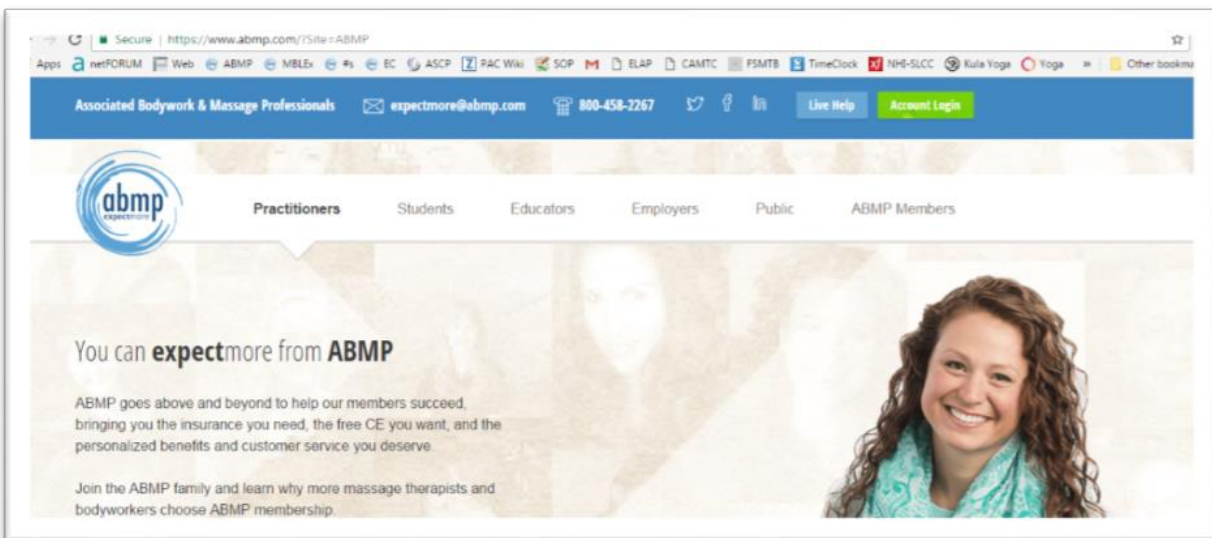 Secure | https://www.abmp.com/?Site=ABMP
Apps netFORUM Web ABMP MBLEx #s EC ASCP PAC Wiki SOP ELAP CAMTC FSMTB TimeClock NHI-SLCC Kula Yoga Yoga » Other bookma
Associated Bodywork & Massage Professionals expectmore@abmp.com 800-458-2267 Live Help Account Login
abmp
expectmore
Practitioners Students Educators Employers Public ABMP Members
You can expectmore from ABMP
ABMP goes above and beyond to help our members succeed,
bringing you the insurance you need, the free CE you want, and the
personalized benefits and customer service you deserve.
Join the ABMP family and learn why more massage therapists and
bodyworkers choose ABMP membership.